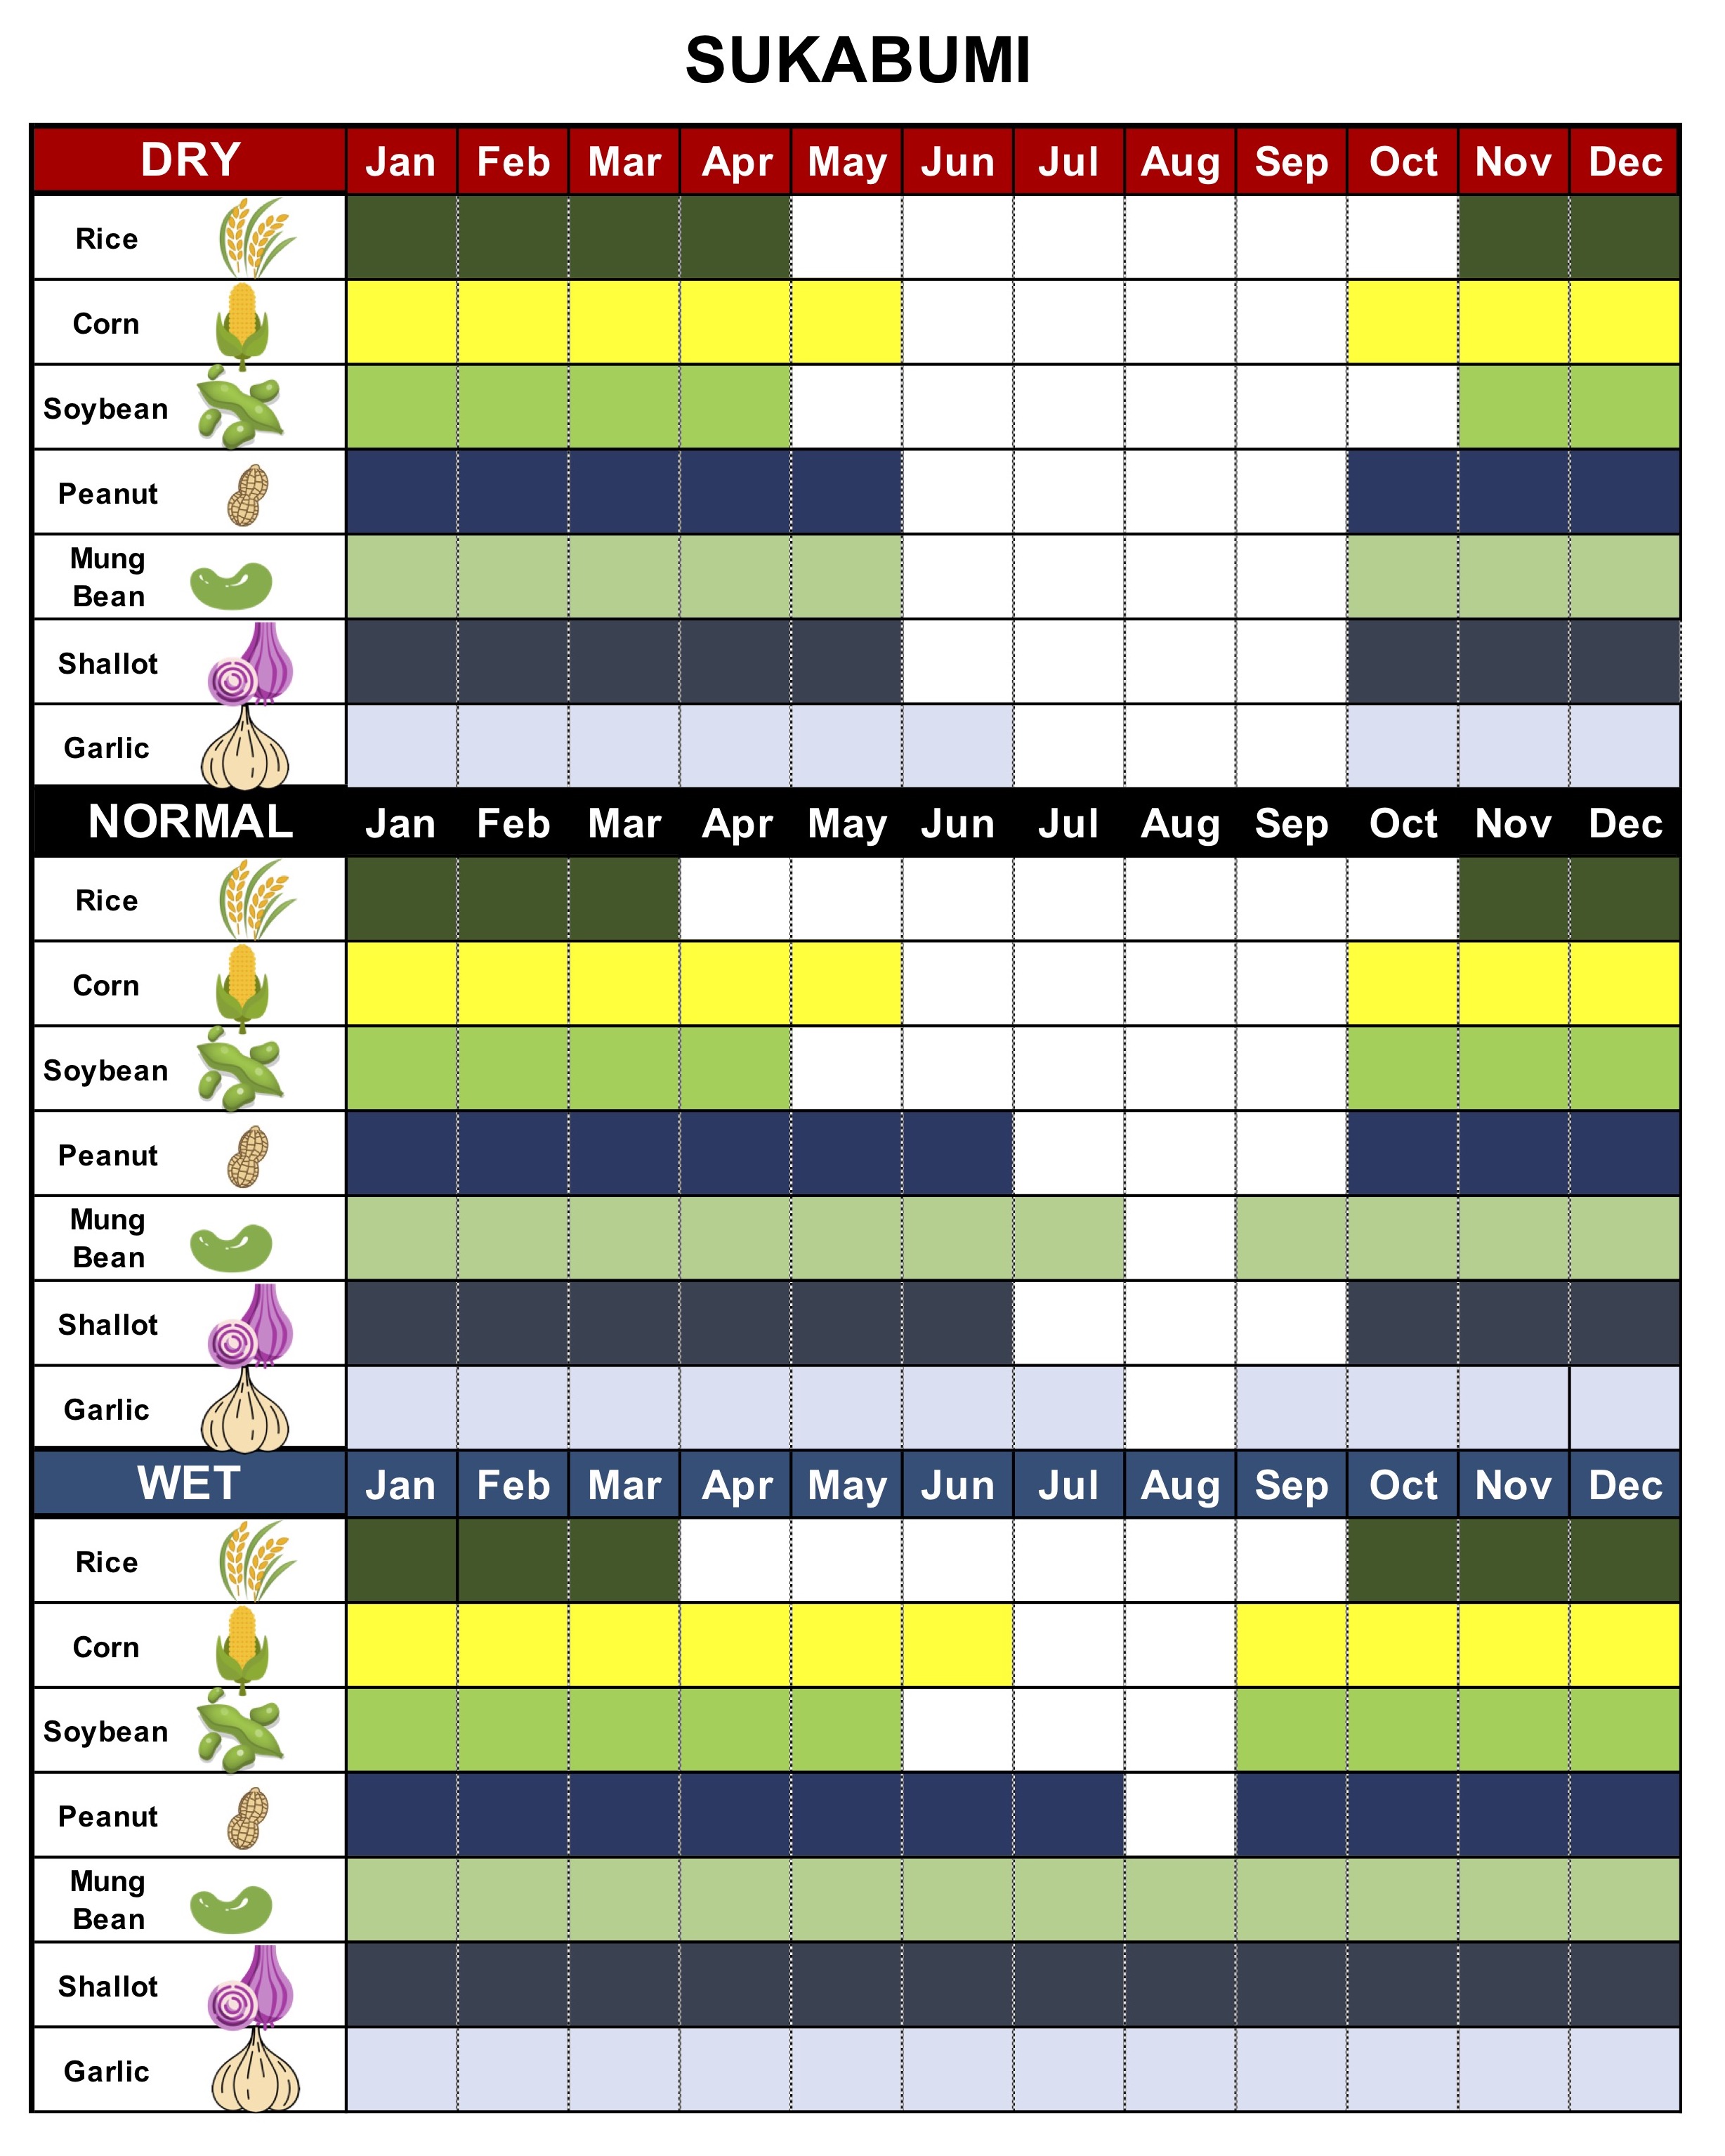 SUKABUMI
DRY Jan Feb Mar Apr May Jun Jul Aug Sep Oct Nov Dec
Rice
Corn
Soybean
Peanut
Mung
Bean
Shallot
Garlic
NORMAL Jan Feb Mar Apr May Jun Jul Aug Sep Oct Nov Dec
Rice
Corn
Soybean
Peanut
Mung
Bean
Shallot
Garlic
WET Jan Feb Mar Apr May Jun Jul Aug Sep Oct Nov Dec
Rice
Corn
Soybean
Peanut
Mung
Bean
Shallot
Garlic